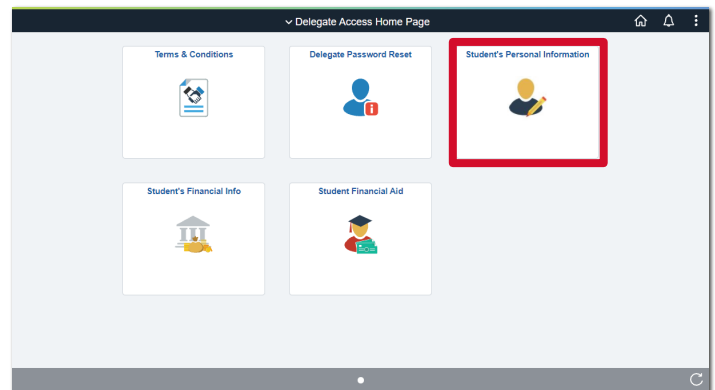 Delegate Access Home Page
Terms & Conditions
Delegate Password Reset
Student's Personal Information
Student's Financial Info
Student Financial Aid